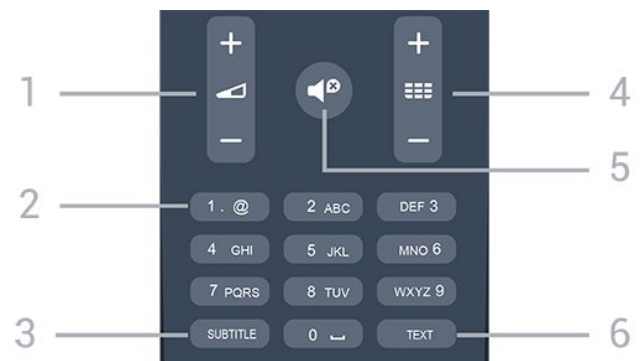 + +
1 4
- -
5
2 1 . @ 2 ABC DEF 3
4 GHI 5 JKL MNO 6
7 PQRS 8 TUV WXYZ 9
3 SUBTITLE 0 ⎵ TEXT 6